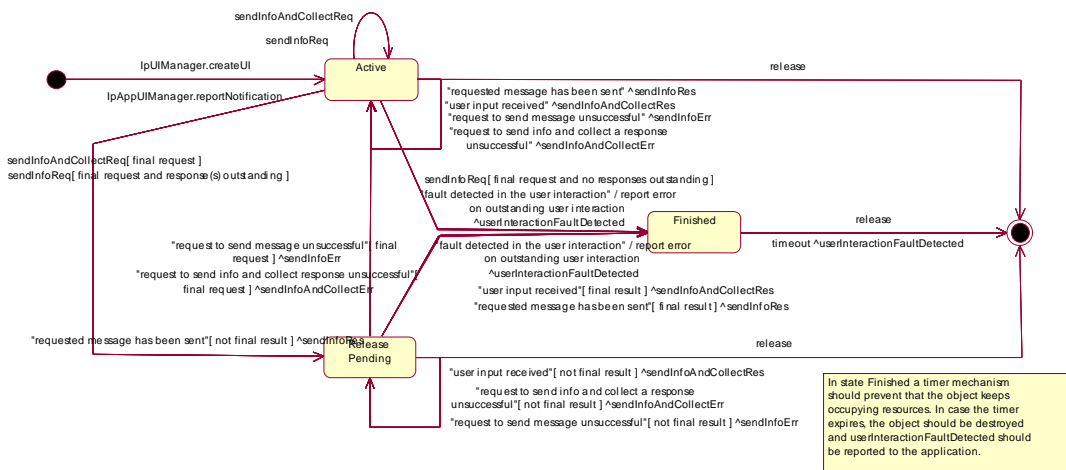 sendInfoAndCollectReq
sendInfoReq
IpUIManager.createUI
Active
release
IpAppUIManager.reportNotification
"requested message has been sent" ^sendInfoRes
"user input received" ^sendInfoAndCollectRes
"request to send message unsuccessful" ^sendInfoErr
"request to send info and collect a response
unsuccessful" ^sendInfoAndCollectErr
sendInfoAndCollectReq[ final request ]
sendInfoReq[ final request and response(s) outstanding ]
sendInfoReq[ final request and no responses outstanding ]
"fault detected in the user interaction" / report error
on outstanding user interaction
^userInteractionFaultDetected
Finished
release
timeout ^userInteractionFaultDetected
"request to send message unsuccessful"[ final
request ] ^sendInfoErr
"request to send info and collect response unsuccessful"[
final request ] ^sendInfoAndCollectErr
"fault detected in the user interaction" / report error
on outstanding user interaction
^userInteractionFaultDetected
"user input received"[ final result ] ^sendInfoAndCollectRes
"requested message has been sent"[ final result ] ^sendInfoRes
"requested message has been sent"[ not final result ] ^sendInfoRes
Release
Pending
release
"user input received"[ not final result ] ^sendInfoAndCollectRes
"request to send info and collect a response
unsuccessful"[ not final result ] ^sendInfoAndCollectErr
"request to send message unsuccessful"[ not final result ] ^sendInfoErr
In state Finished a timer mechanism
should prevent that the object keeps
occupying resources. In case the timer
expires, the object should be destroyed
and userInteractionFaultDetected should
be reported to the application.